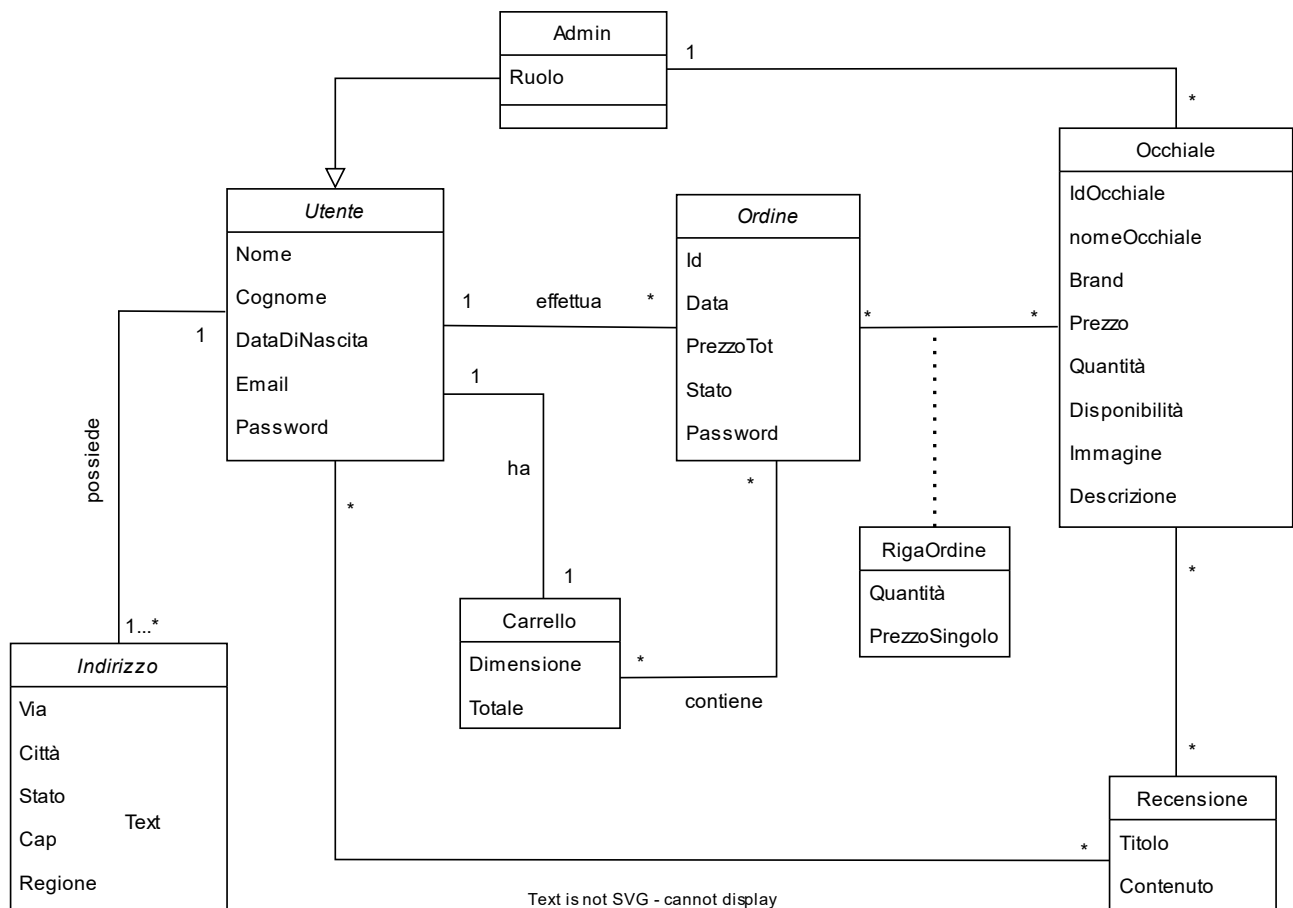 Admin
Ruolo
1
*
Occhiale
IdOcchiale
nomeOcchiale
Brand
Prezzo
Quantità
Disponibilità
Immagine
Descrizione
Utente
Nome
Cognome
DataDiNascita
Email
Password
Ordine
Id
Data
PrezzoTot
Stato
Password
1
effettua
*
*
*
1
possiede
1...*
1
ha
1
*
*
contiene
*
Carrello
Dimensione
Totale
RigaOrdine
Quantità
PrezzoSingolo
*
*
*
Indirizzo
Via
Città
Stato
Text
Cap
Regione
Recensione
Titolo
Contenuto
Text is not SVG - cannot display